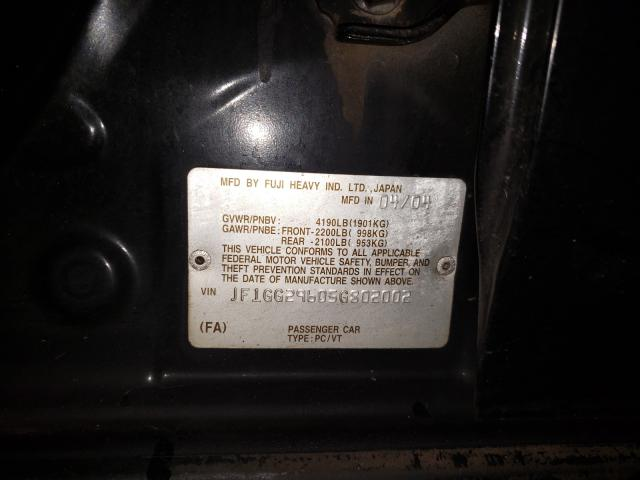 MFD BY FUJI HEAVY IND. LTD.,JAPAN
MFD IN 04/04
GVWR/PNBV: 4190LB(1901KG)
GAWR/PNBE:FRONT-2200LB( 998KG)
REAR -2100LB( 953KG)
THIS VEHICLE CONFORMS TO ALL APPLICABLE
FEDERAL MOTOR VEHICLE SAFETY, BUMPER, AND
THEFT PREVENTION STANDARDS IN EFFECT ON
THE DATE OF MANUFACTURE SHOWN ABOVE.
VIN JF1GG29605G802002
(FA) PASSENGER CAR
TYPE:PC/VT